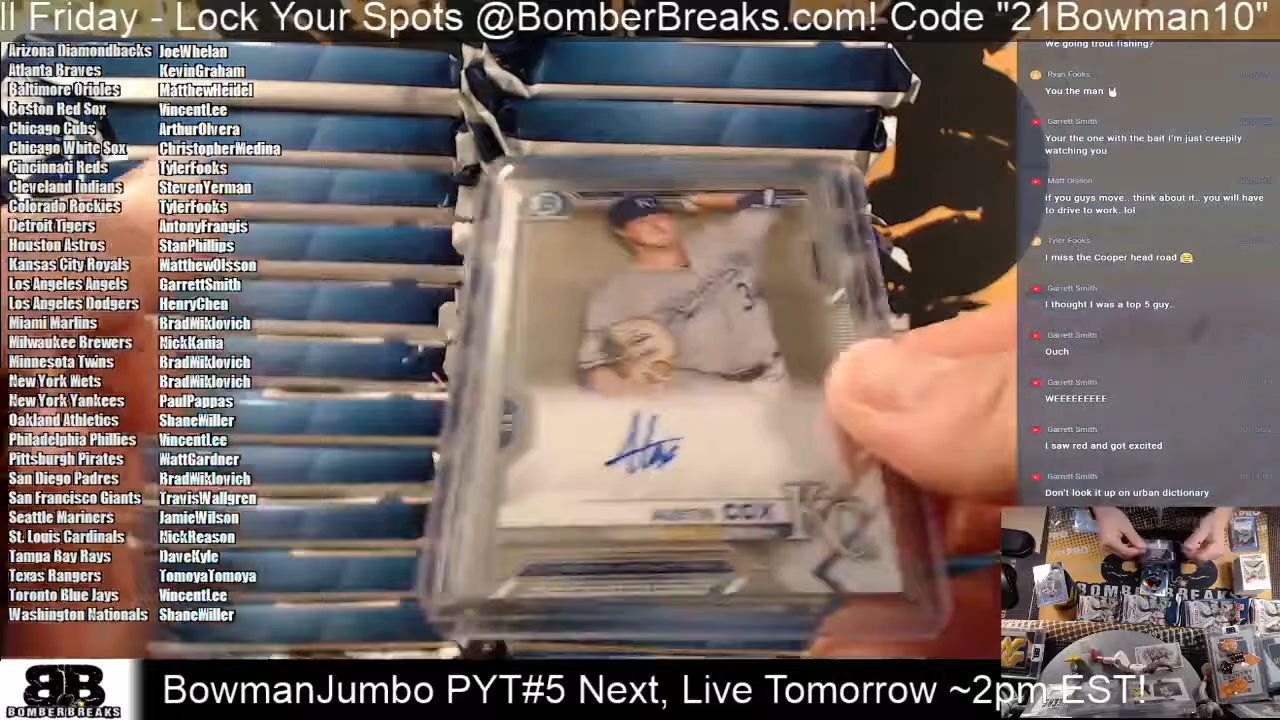 ll Friday - Lock Your Spots @BomberBreaks.com! Code "21Bowman10"
Arizona Diamondbacks JoeWhelan
Atlanta Braves KevinGraham
Baltimore Orioles MatthewHeidel
Boston Red Sox VincentLee
Chicago Cubs ArthurOlvera
Chicago White Sox ChristopherMedina
Cincinnati Reds TylerFooks
Cleveland Indians StevenYerman
Colorado Rockies TylerFooks
Detroit Tigers AntonyFrangis
Houston Astros StanPhillips
Kansas City Royals MatthewOlsson
Los Angeles Angels GarrettSmith
Los Angeles Dodgers HenryChen
Miami Marlins BradMiklovich
Milwaukee Brewers NickKania
Minnesota Twins BradMiklovich
New York Mets BradMiklovich
New York Yankees PaulPappas
Oakland Athletics ShaneMiller
Philadelphia Phillies VincentLee
Pittsburgh Pirates MattGardner
San Diego Padres BradMiklovich
San Francisco Giants TravisWallgren
Seattle Mariners JamieWilson
St. Louis Cardinals NickReason
Tampa Bay Rays DaveKyle
Texas Rangers TomoyaTomoya
Toronto Blue Jays VincentLee
Washington Nationals ShaneMiller
COX
KC
We going trout fishing?
Ryan Fooks
You the man
Garrett Smith
Your the one with the bait I'm just creepily
watching you
Matt Olsson
if you guys move.. think about it.. you will have
to drive to work..lol
Tyler Fooks
I miss the Cooper head road
Garrett Smith
I thought I was a top 5 guy..
Garrett Smith
Ouch
Garrett Smith
WEEEEEEEEE
Garrett Smith
I saw red and got excited
Garrett Smith
Don't look it up on urban dictionary
BB
BOMBERBREAKS
BowmanJumbo PYT#5 Next, Live Tomorrow ~2pm EST!